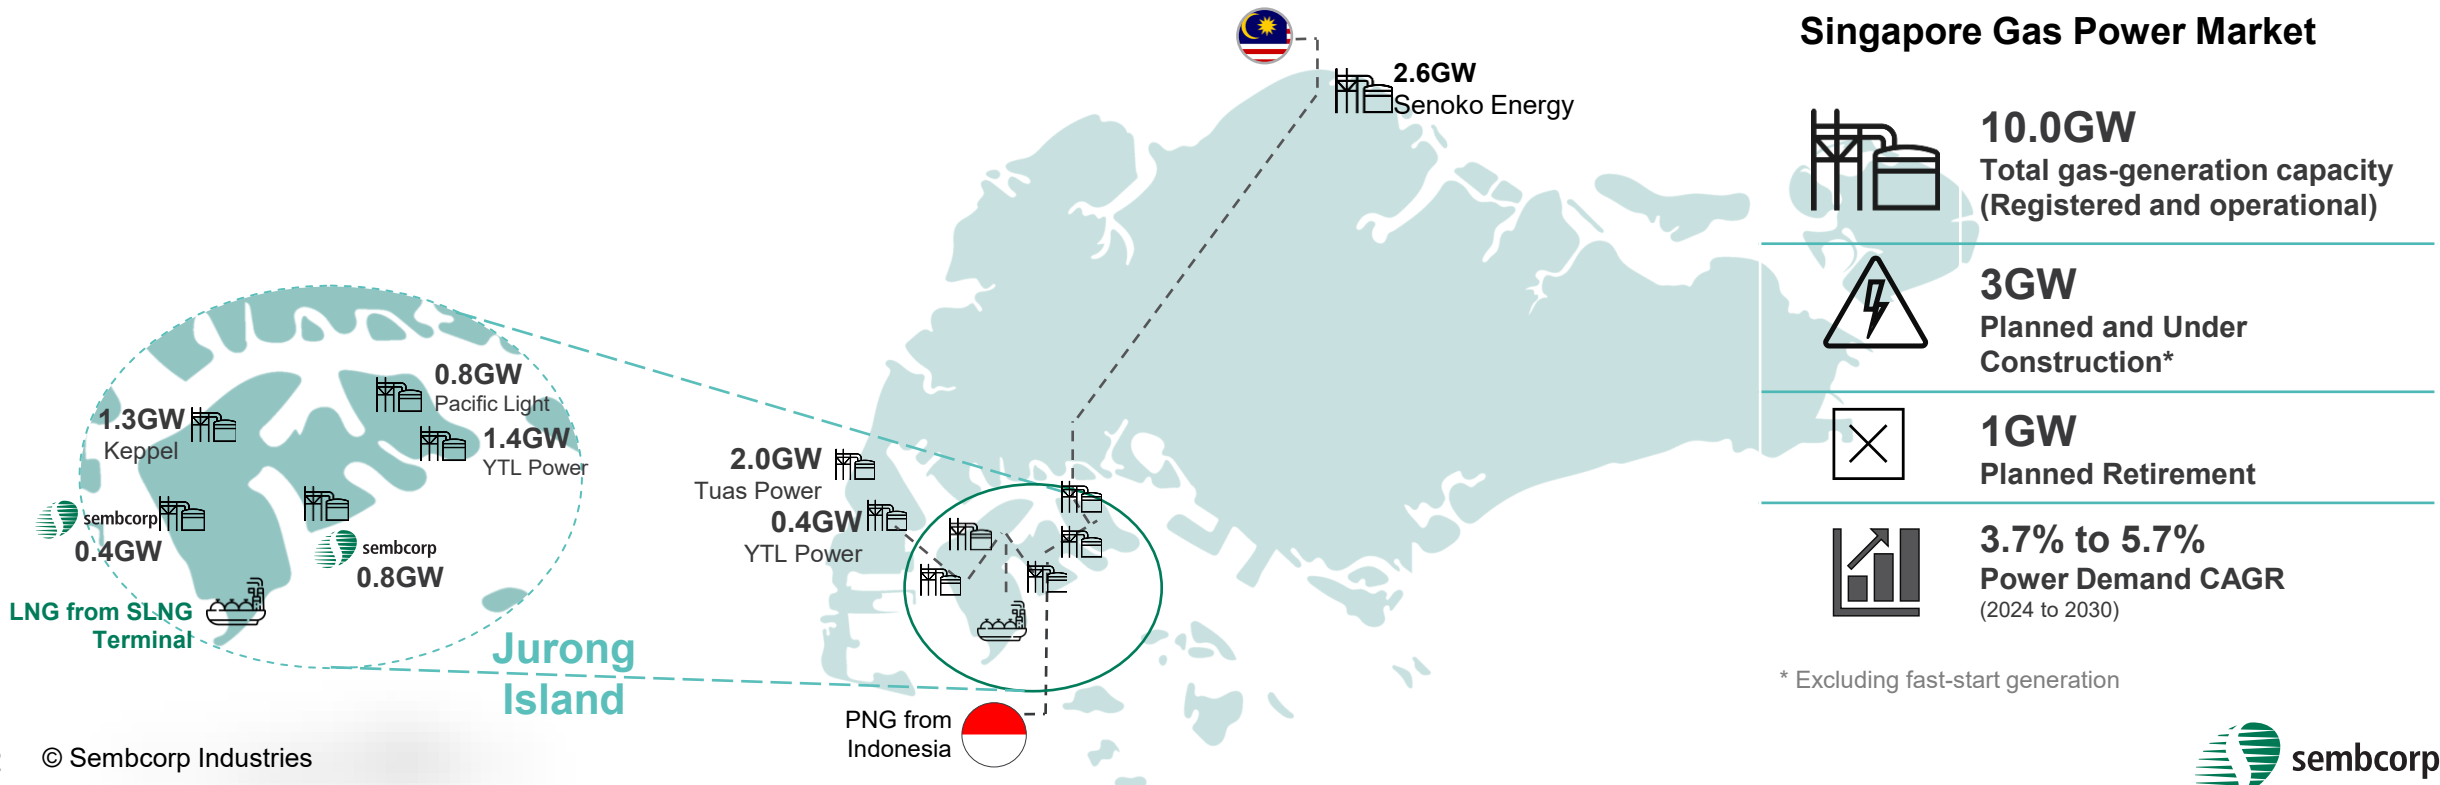 Singapore Gas Power Market
2.6GW
Senoko Energy
10.0GW
Total gas-generation capacity
(Registered and operational)
3GW
Planned and Under
Construction*
1GW
Planned Retirement
3.7% to 5.7%
Power Demand CAGR
(2024 to 2030)
* Excluding fast-start generation
0.8GW
Pacific Light
1.3GW
Keppel
1.4GW
YTL Power
sembcorp
0.4GW
sembcorp
0.8GW
LNG from SLNG
Terminal
Jurong
Island
2.0GW
Tuas Power
0.4GW
YTL Power
PNG from
Indonesia
© Sembcorp Industries
sembcorp